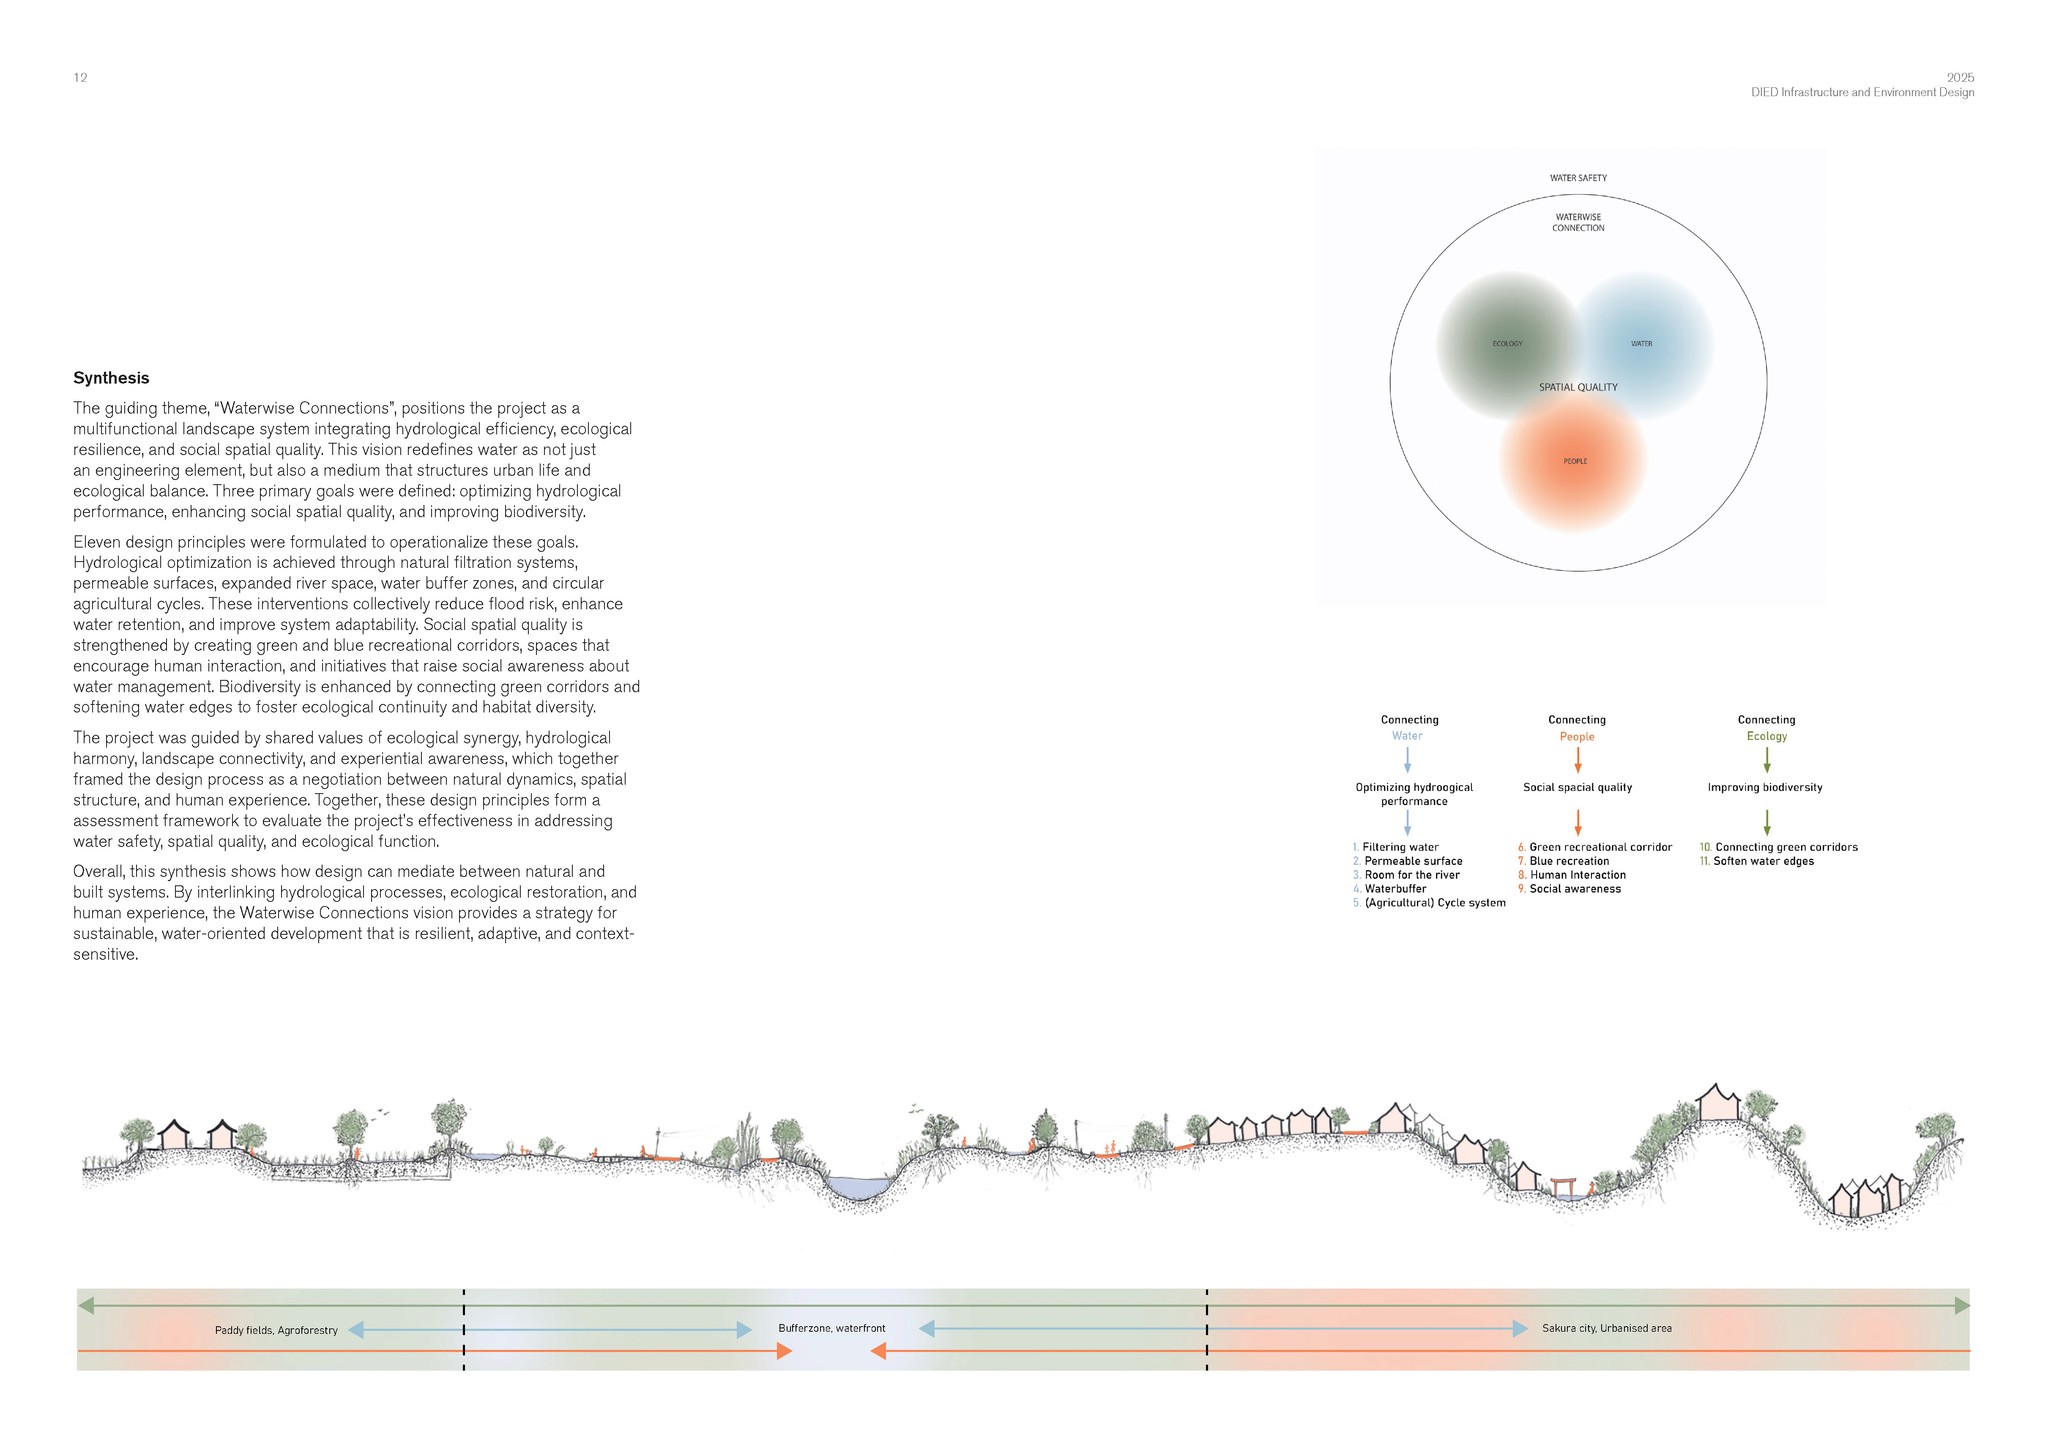 12
2025
DIED Infrastructure and Environment Design
WATER SAFETY
WATERWISE
CONNECTION
ECOLOGY
WATER
SPATIAL QUALITY
PEOPLE
Synthesis
The guiding theme, “Waterwise Connections”, positions the project as a
multifunctional landscape system integrating hydrological efficiency, ecological
resilience, and social spatial quality. This vision redefines water as not just
an engineering element, but also a medium that structures urban life and
ecological balance. Three primary goals were defined: optimizing hydrological
performance, enhancing social spatial quality, and improving biodiversity.
Eleven design principles were formulated to operationalize these goals.
Hydrological optimization is achieved through natural filtration systems,
permeable surfaces, expanded river space, water buffer zones, and circular
agricultural cycles. These interventions collectively reduce flood risk, enhance
water retention, and improve system adaptability. Social spatial quality is
strengthened by creating green and blue recreational corridors, spaces that
encourage human interaction, and initiatives that raise social awareness about
water management. Biodiversity is enhanced by connecting green corridors and
softening water edges to foster ecological continuity and habitat diversity.
The project was guided by shared values of ecological synergy, hydrological
harmony, landscape connectivity, and experiential awareness, which together
framed the design process as a negotiation between natural dynamics, spatial
structure, and human experience. Together, these design principles form a
assessment framework to evaluate the project’s effectiveness in addressing
water safety, spatial quality, and ecological function.
Overall, this synthesis shows how design can mediate between natural and
built systems. By interlinking hydrological processes, ecological restoration, and
human experience, the Waterwise Connections vision provides a strategy for
sustainable, water-oriented development that is resilient, adaptive, and context-
sensitive.
Connecting
Water
Optimizing hydroogical
performance
1. Filtering water
2. Permeable surface
3. Room for the river
4. Waterbuffer
5. (Agricultural) Cycle system
Connecting
People
Social spacial quality
6. Green recreational corridor
7. Blue recreation
8. Human Interaction
9. Social awareness
Connecting
Ecology
Improving biodiversity
10. Connecting green corridors
11. Soften water edges
Paddy fields, Agroforestry
Bufferzone, waterfront
Sakura city, Urbanised area